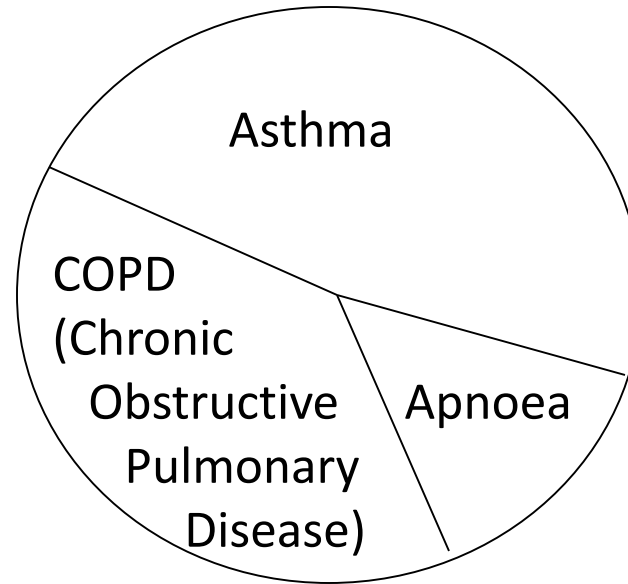 Asthma
COPD
(Chronic
Obstructive
Pulmonary
Disease)
Apnoea